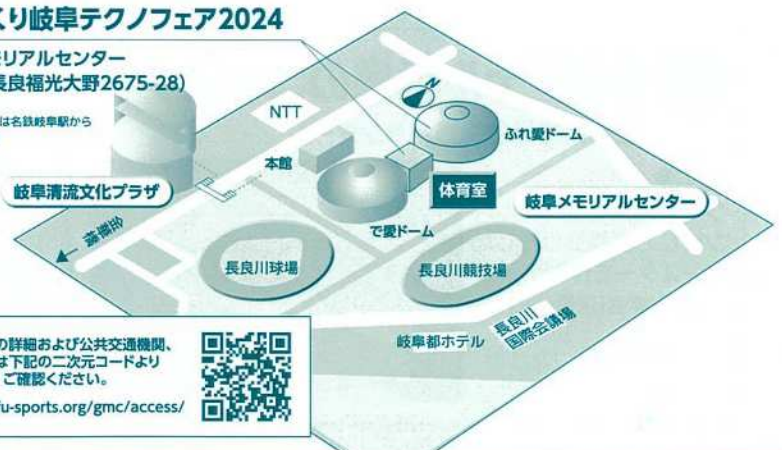 くり岐阜テクノフェア2024
モリアルセンター
長良福光大野2675-28)
は名鉄岐阜駅から
NTT
N
ふれ愛ドーム
本館
体育室
岐阜清流文化プラザ
岐阜メモリアルセンター
で愛ドーム
長良川球場
長良川競技場
岐阜都ホテル
長良川
国際会議場
の詳細および公共交通機関、
は下記の二次元コードより
ご確認ください。
fu-sports.org/gmc/access/